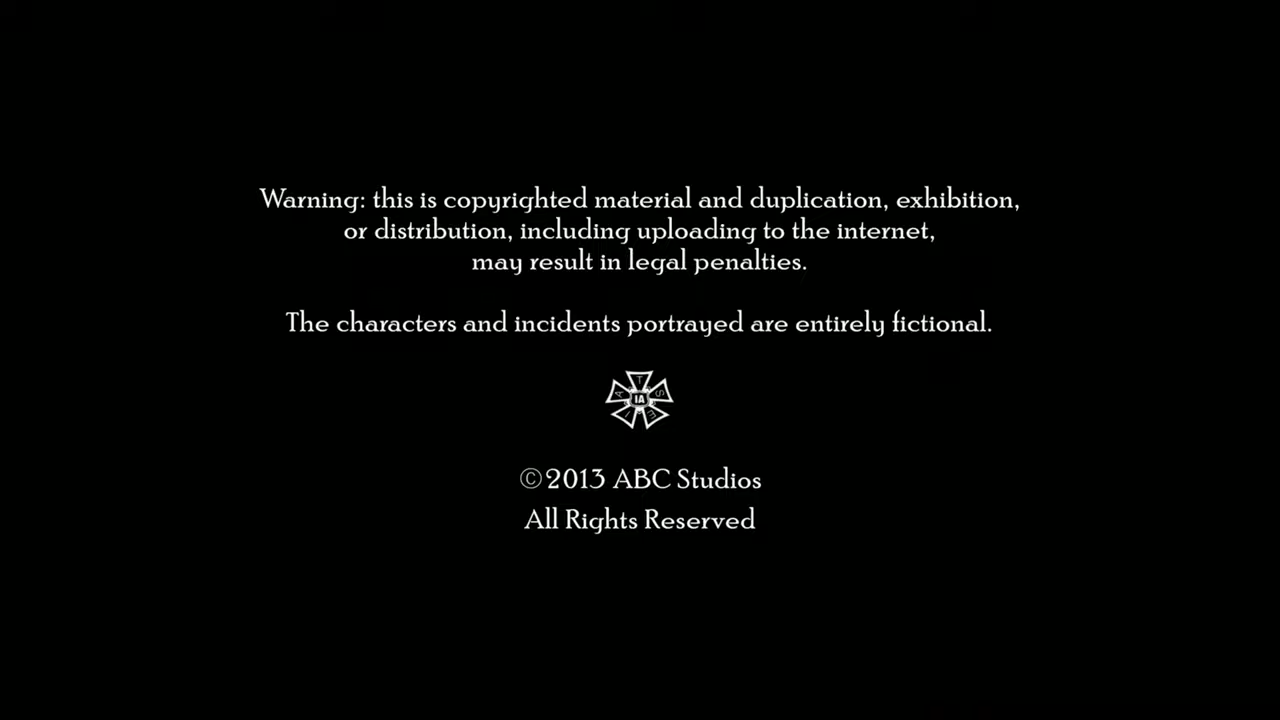 Warning: this is copyrighted material and duplication, exhibition,
or distribution, including uploading to the internet,
may result in legal penalties.
The characters and incidents portrayed are entirely fictional.
I A T S E
IA
©2013 ABC Studios
All Rights Reserved